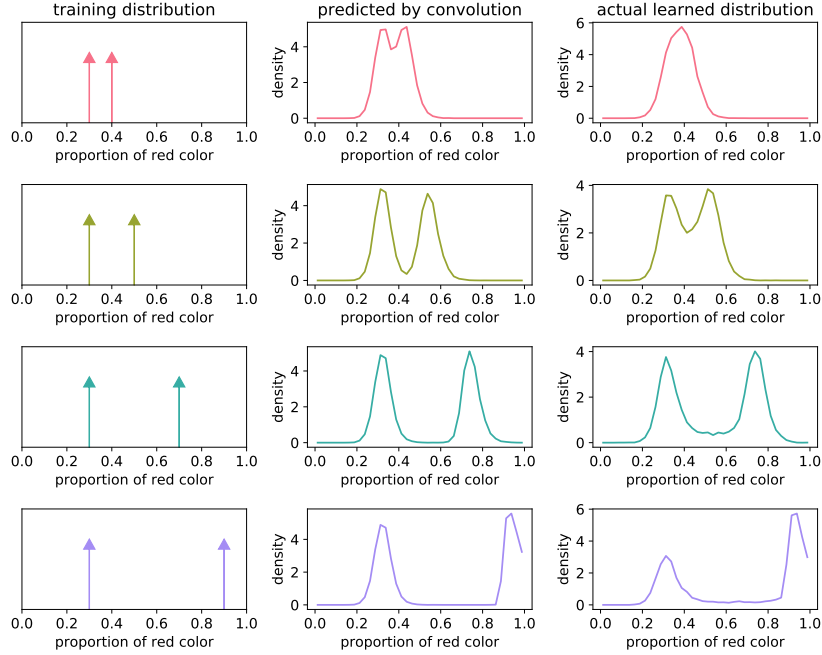 training distribution predicted by convolution actual learned distribution
density 0 2 4 density 0 2 4 6
0.0 0.2 0.4 0.6 0.8 1.0 0.0 0.2 0.4 0.6 0.8 1.0 0.0 0.2 0.4 0.6 0.8 1.0
proportion of red color proportion of red color proportion of red color
density 0 2 4 density 0 2 4
0.0 0.2 0.4 0.6 0.8 1.0 0.0 0.2 0.4 0.6 0.8 1.0 0.0 0.2 0.4 0.6 0.8 1.0
proportion of red color proportion of red color proportion of red color
density 0 2 4 density 0 2 4
0.0 0.2 0.4 0.6 0.8 1.0 0.0 0.2 0.4 0.6 0.8 1.0 0.0 0.2 0.4 0.6 0.8 1.0
proportion of red color proportion of red color proportion of red color
density 0 2 4 density 0 2 4 6
0.0 0.2 0.4 0.6 0.8 1.0 0.0 0.2 0.4 0.6 0.8 1.0 0.0 0.2 0.4 0.6 0.8 1.0
proportion of red color proportion of red color proportion of red color